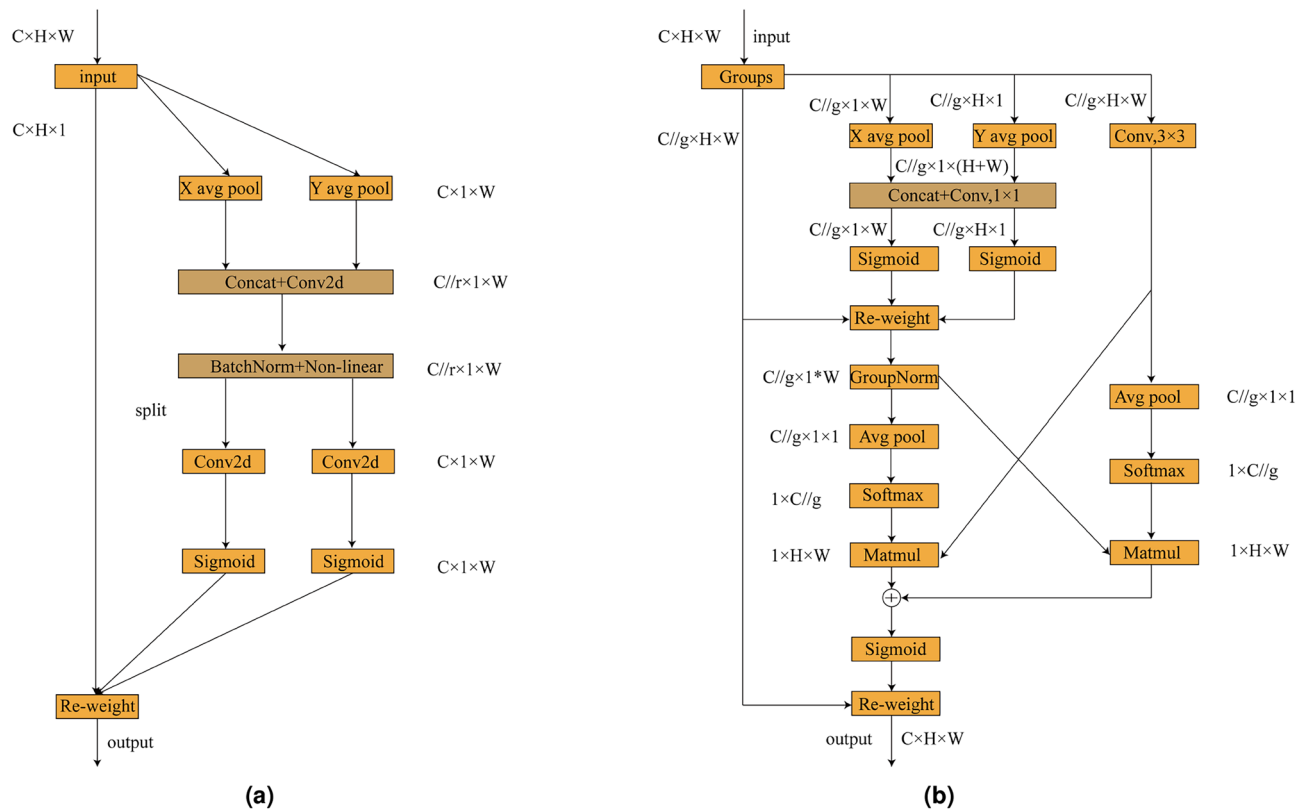 C×H×W
input
C×H×1
X avg pool
Y avg pool
C×1×W
Concat+Conv2d
C//r×1×W
BatchNorm+Non-linear
C//r×1×W
split
Conv2d
Conv2d
C×1×W
Sigmoid
Sigmoid
C×1×W
Re-weight
output
(a)
C×H×W
input
Groups
C//g×H×W
C//g×1×W
C//g×H×1
C//g×H×W
X avg pool
Y avg pool
Conv,3×3
C//g×1×(H+W)
Concat+Conv,1×1
C//g×1×W
C//g×H×1
Sigmoid
Sigmoid
Re-weight
C//g×1*W
GroupNorm
C//g×1×1
Avg pool
Avg pool
C//g×1×1
1×C//g
Softmax
Softmax
1×C//g
1×H×W
Matmul
Matmul
1×H×W
Sigmoid
Re-weight
output
C×H×W
(b)